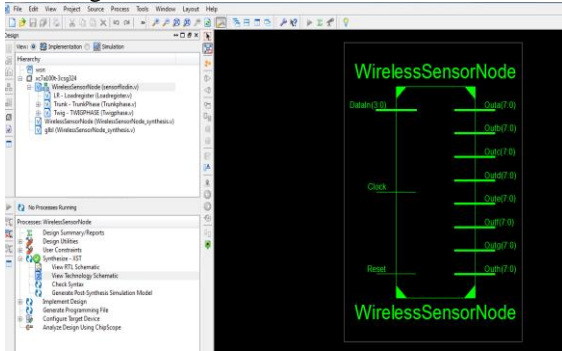 File Edit View Project Source Process Tools Window Layout Help
Design
View: Implementation Simulation
Hierarchy
wsn
xc7a100t-3csg324
WirelessSensorNode (sensorflodin.v)
LR - Loadregister (Loadregister.v)
Trunk - TrunkPhase (Trunkphase.v)
Twig - TWIGPHASE (Twigphase.v)
WirelessSensorNode (WirelessSensorNode_synthesis.v)
glbl (WirelessSensorNode_synthesis.v)
No Processes Running
Processes: WirelessSensorNode
Design Summary/Reports
Design Utilities
User Constraints
Synthesize - XST
View RTL Schematic
View Technology Schematic
Check Syntax
Generate Post-Synthesis Simulation Model
Implement Design
Generate Programming File
Configure Target Device
Analyze Design Using ChipScope
WirelessSensorNode
DataIn(3:0)
Clock
Reset
Outa(7:0)
Outb(7:0)
Outc(7:0)
Outd(7:0)
Oute(7:0)
Outf(7:0)
Outg(7:0)
Outh(7:0)
WirelessSensorNode